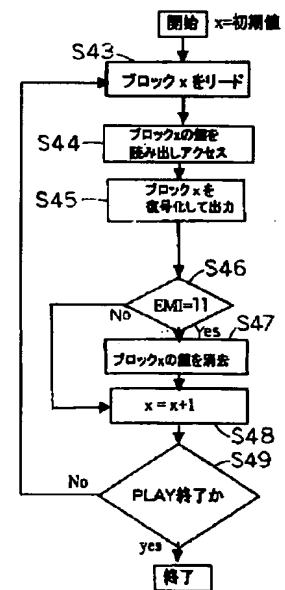 開始 x=初期値
S43
ブロックxをリード
S44
ブロックxの鍵を
読み出しアクセス
S45
ブロックxを
復号化して出力
S46
EMI=11
No
Yes
S47
ブロックxの鍵を消去
x = x+1
S48
S49
No
PLAY終了か
yes
終了